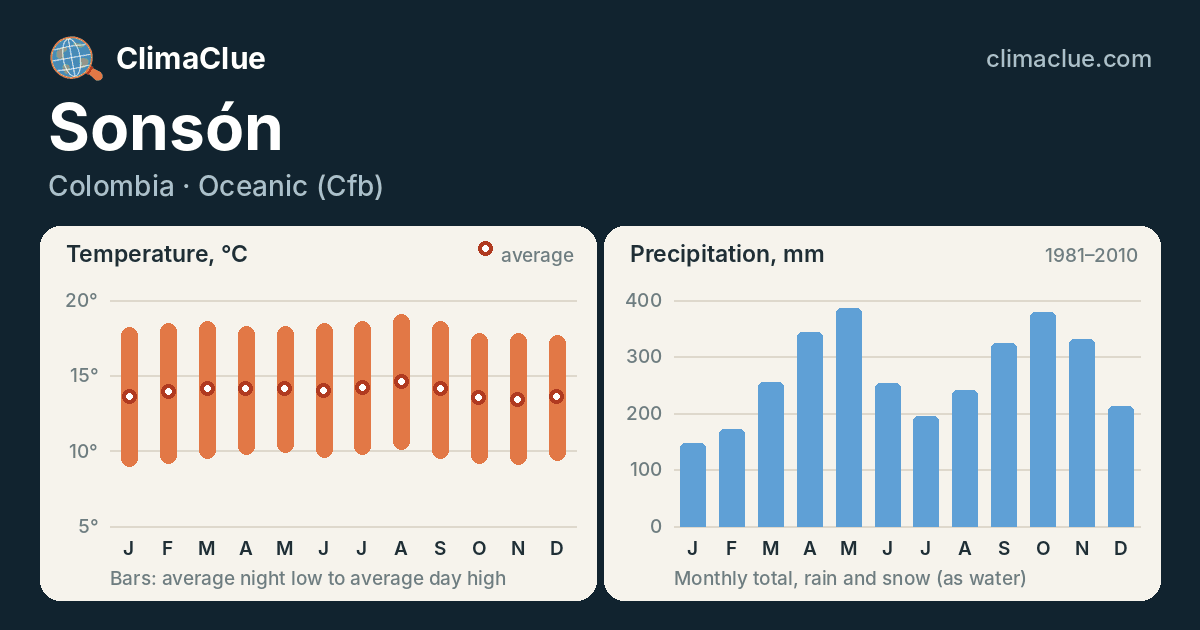 ClimaClue
climaclue.com
Sonsón
Colombia · Oceanic (Cfb)
Temperature, °C
average
20°
15°
10°
5°
J F M A M J J A S O N D
Bars: average night low to average day high
Precipitation, mm
1981–2010
400
300
200
100
0
J F M A M J J A S O N D
Monthly total, rain and snow (as water)